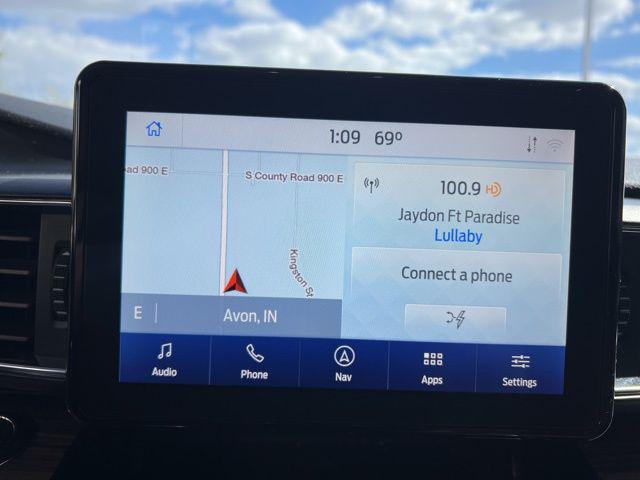 1:09 69°
ad 900 E
S County Road 900 E
Kingston St
E
Avon, IN
100.9 HD
Jaydon Ft Paradise
Lullaby
Connect a phone
Audio
Phone
Nav
Apps
Settings